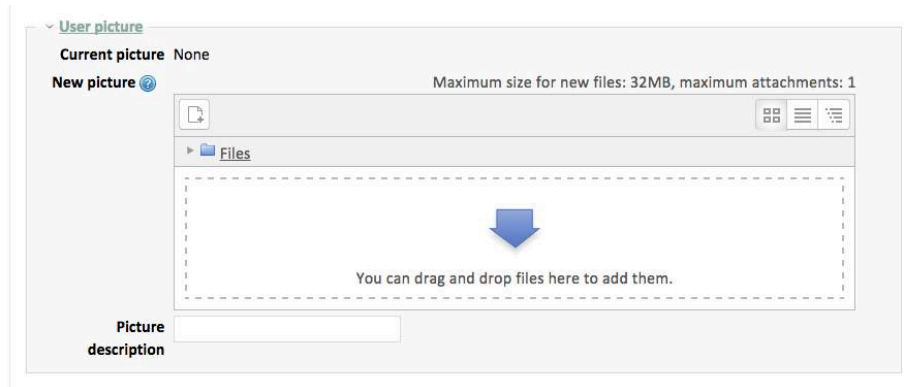 User picture
Current picture None
New picture
Maximum size for new files: 32MB, maximum attachments: 1
Files
You can drag and drop files here to add them.
Picture
description